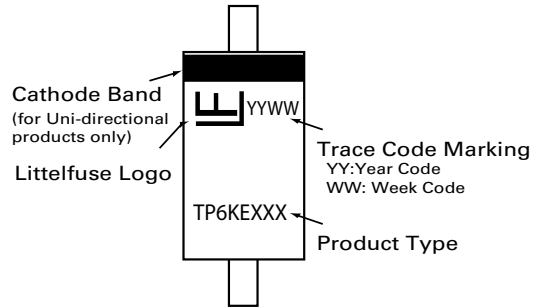 Cathode Band
(for Uni-directional
products only)
Littelfuse Logo
YYWW
Trace Code Marking
YY:Year Code
WW: Week Code
TP6KEXXX
Product Type